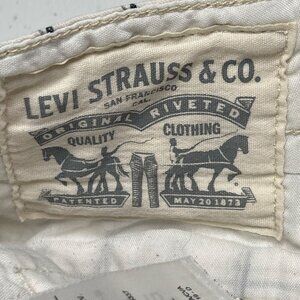 LEVI STRAUSS & CO.
SAN FRANCISCO
CAL.
ORIGINAL RIVETED
QUALITY CLOTHING
PATENTED MAY 20 1873